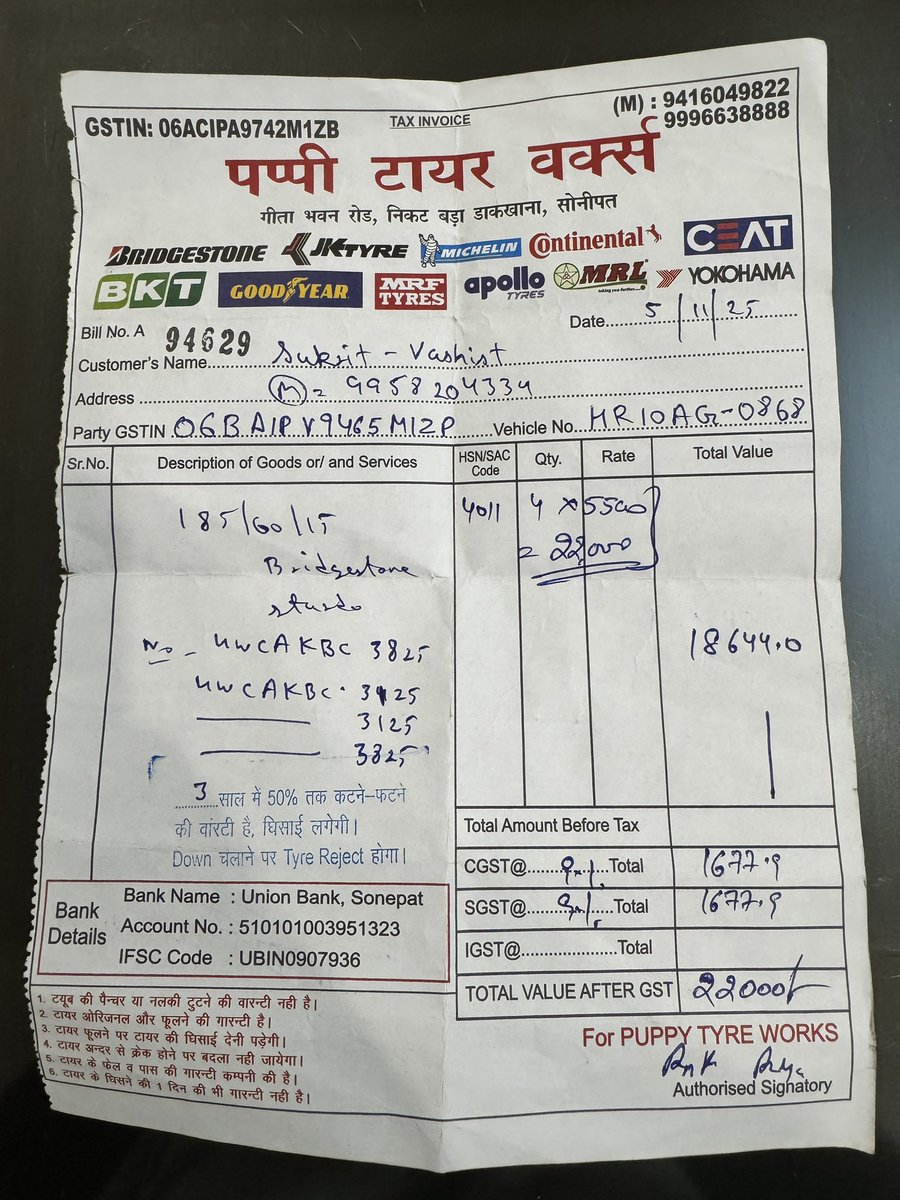 GSTIN: 06ACIPA9742M1ZB
TAX INVOICE
(M) : 9416049822
9996638888
पप्पी टायर वर्क्स
गीता भवन रोड, निकट बड़ा डाकखाना, सोनीपत
BRIDGESTONE JK TYRE MICHELIN Continental CEAT
BKT GOODYEAR MRF TYRES apollo TYRES MRL YOKOHAMA
Bill No. A 94629
Date 5/11/25
Customer's Name Sukrit - Vashist
Address (M) = 9958204334
Party GSTIN 06BAIPV9465M1ZP Vehicle No. HR10AG-0868
Sr.No. Description of Goods or/ and Services HSN/SAC Code Qty. Rate Total Value
185/60/15 4011 4 x 5500
= 22,000
Bridgestone
No - UWCAKBC 3825 18644.0
UWCAKBC 3125
3825
3 साल में 50% तक कटने-फटने
की वांरटी है, घिसाई लगेगी।
Down चलाने पर Tyre Reject होगा।
Total Amount Before Tax
CGST@ 9% Total 1677.9
SGST@ 9% Total 1677.9
IGST@ Total
TOTAL VALUE AFTER GST 22000/-
Bank Details
Bank Name : Union Bank, Sonepat
Account No. : 510101003951323
IFSC Code : UBIN0907936
1. टयूब की पैन्चर या नलकी टुटने की वारन्टी नही है।
2. टायर ओरिजनल और फूलने की गारन्टी है।
3. टायर फूलने पर टायर की घिसाई देनी पड़ेगी।
4. टायर अन्दर से क्रेक होने पर बदला नही जायेगा।
5. टायर के फेल व पास की गारन्टी कम्पनी की है।
6. टायर के घिसने की 1 दिन की भी गारन्टी नही है।
For PUPPY TYRE WORKS
Authorised Sighatory